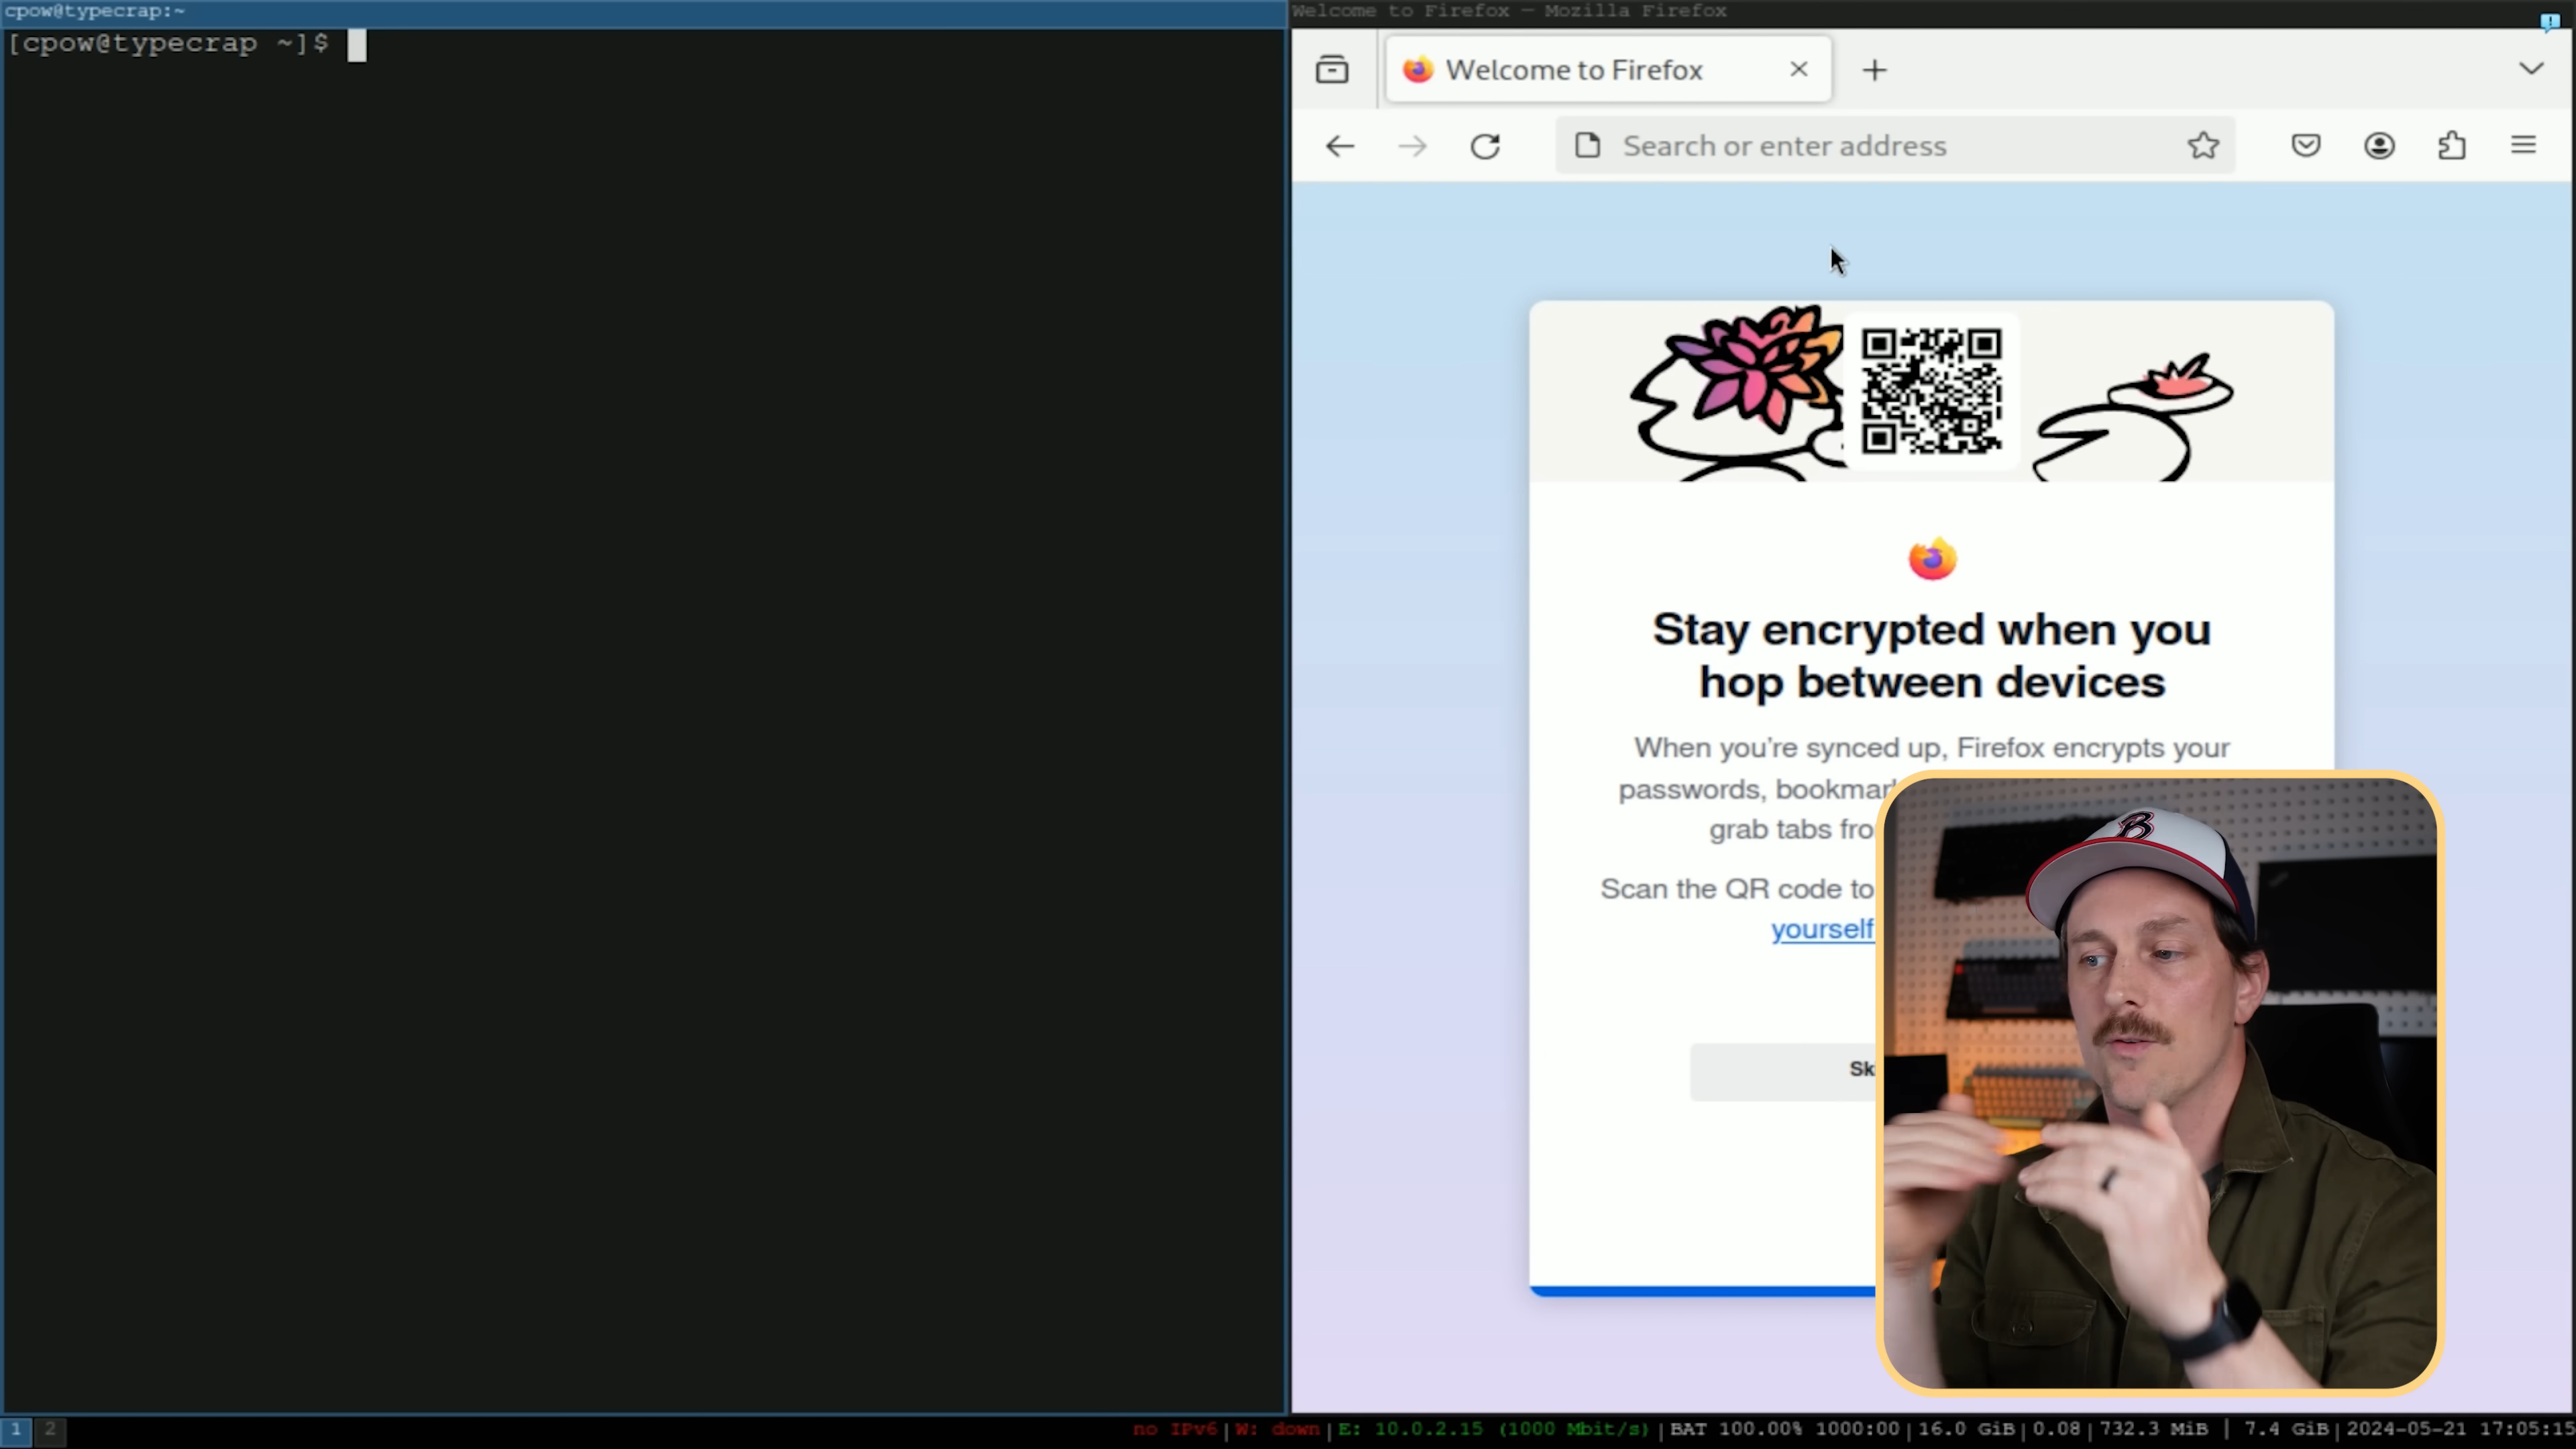 cpow@typecrap:~
[cpow@typecrap ~]$
Welcome to Firefox — Mozilla Firefox
Welcome to Firefox
Search or enter address
Stay encrypted when you
hop between devices
When you're synced up, Firefox encrypts your
passwords,
grab tabs
Scan the QR code to
yourself
B
1 2
no IPv6|W: down|E: 10.0.2.15 (1000 Mbit/s)|BAT 100.00% 1000:00|16.0 GiB|0.08|732.3 MiB | 7.4 GiB|2024-05-21 17:05:15